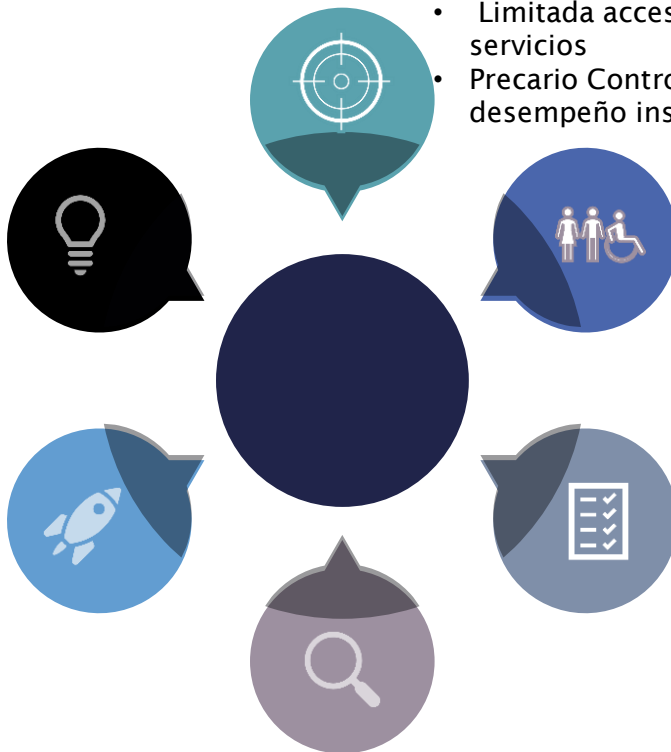 • Limitada acces
servicios
• Precario Contro
desempeño ins